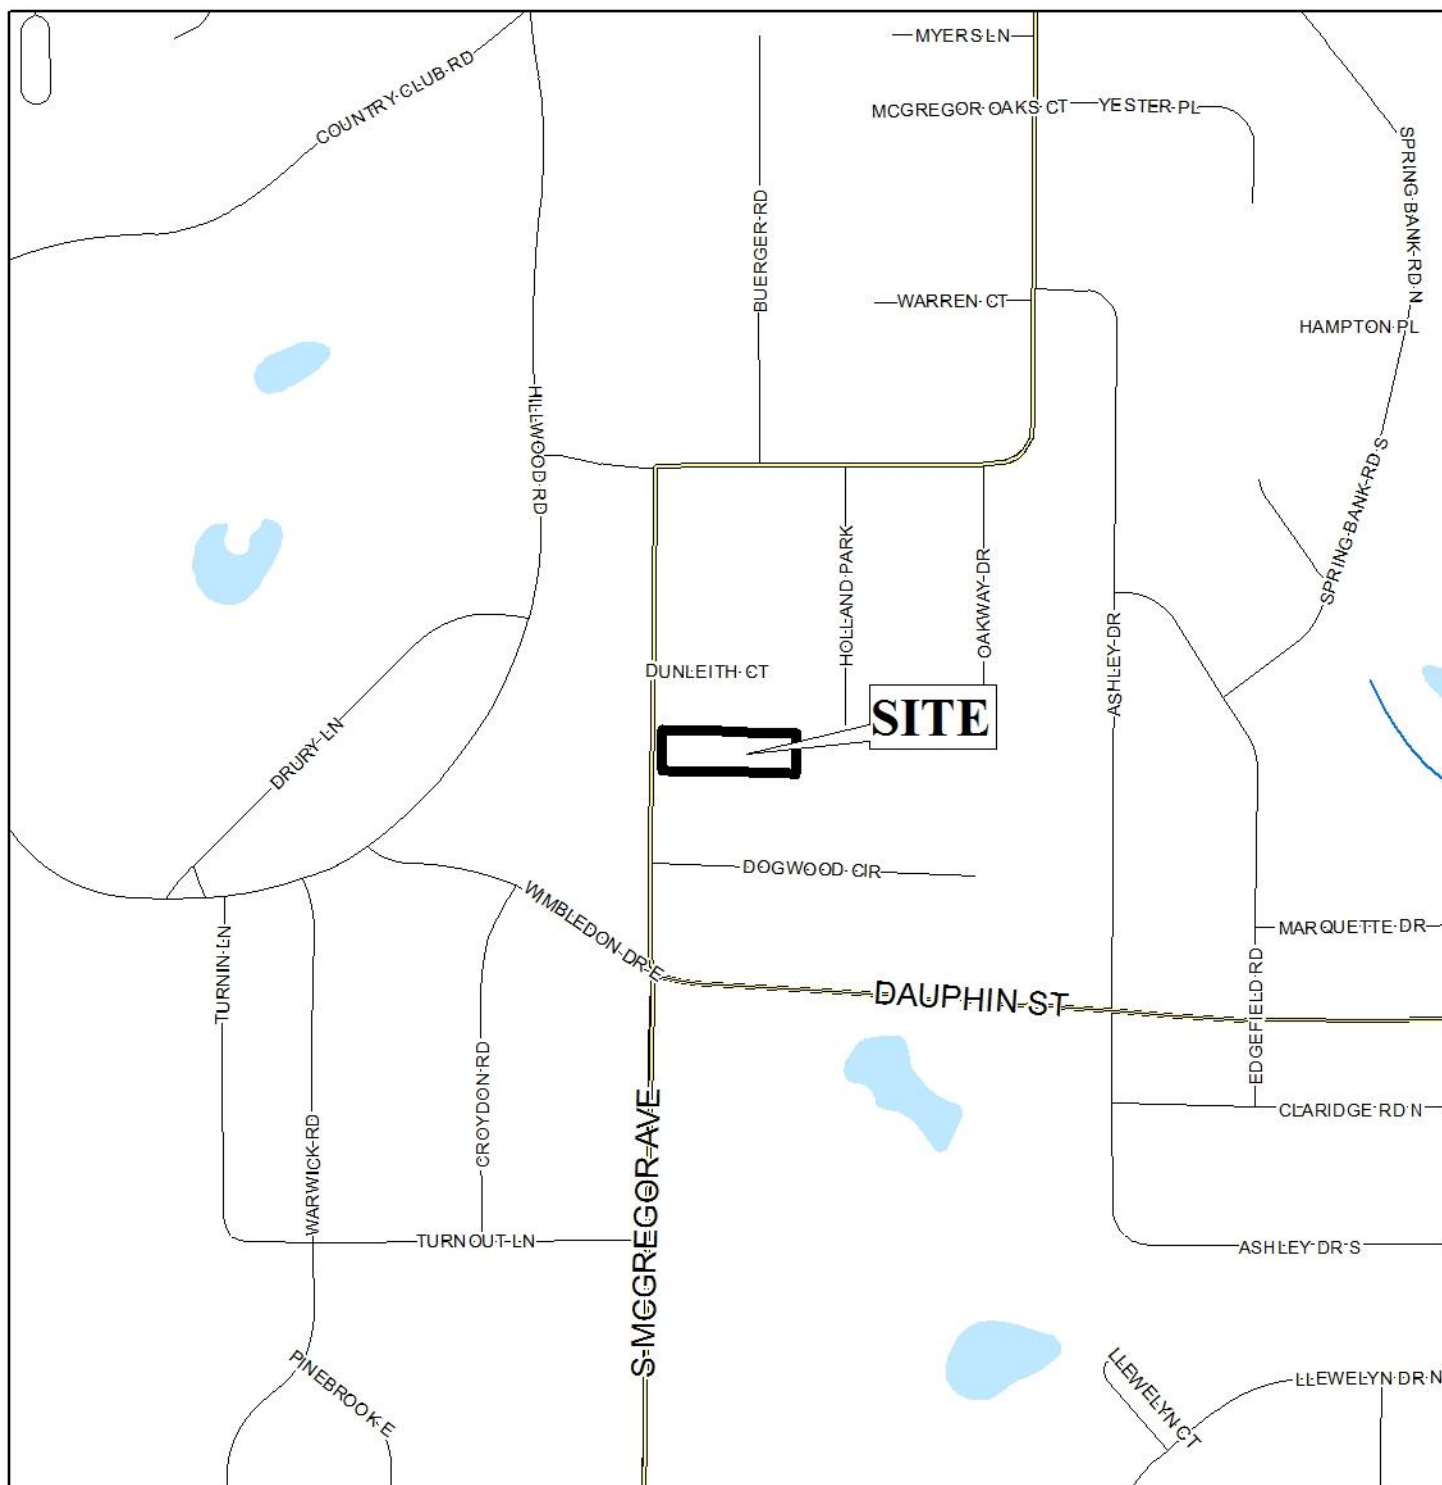 MYERS LN
COUNTRY CLUB RD
MCGREGOR OAKS CT
YESTER PL
SPRING BANK RD N
BUERGER RD
WARREN CT
HAMPTON PL
HILLWOOD RD
SPRING BANK RD S
HOLLAND PARK
OAKWAY DR
ASHLEY DR
DUNLEITH CT
SITE
DRURY LN
DOGWOOD CIR
WIMBLEDON DR E
TURNIN LN
MARQUETTE DR
EDGEFIELD RD
DAUPHIN ST
CROYDON RD
CLARIDGE RD N
WARWICK RD
S MCGREGOR AVE
TURNOUT LN
ASHLEY DR S
PINEBROOK E
LLEWELYN CT
LLEWELYN DR N